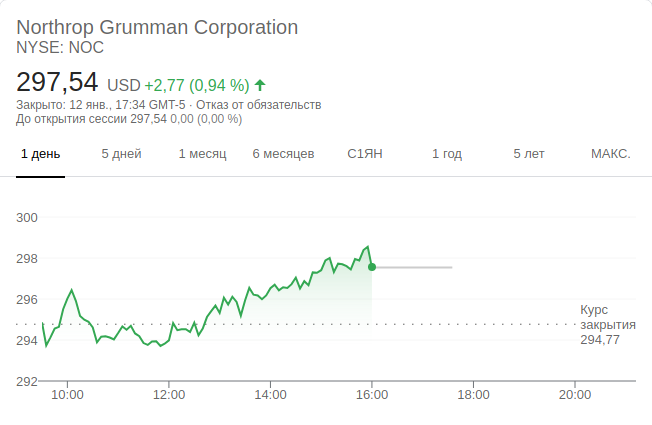 Northrop Grumman Corporation
NYSE: NOC
297,54 USD +2,77 (0,94 %)
Закрыто: 12 янв., 17:34 GMT-5 · Отказ от обязательств
До открытия сессии 297,54 0,00 (0,00 %)
1 день 5 дней 1 месяц 6 месяцев С1ЯН 1 год 5 лет МАКС.
300
298
296
Курс
закрытия
294,77
294
292
10:00 12:00 14:00 16:00 18:00 20:00